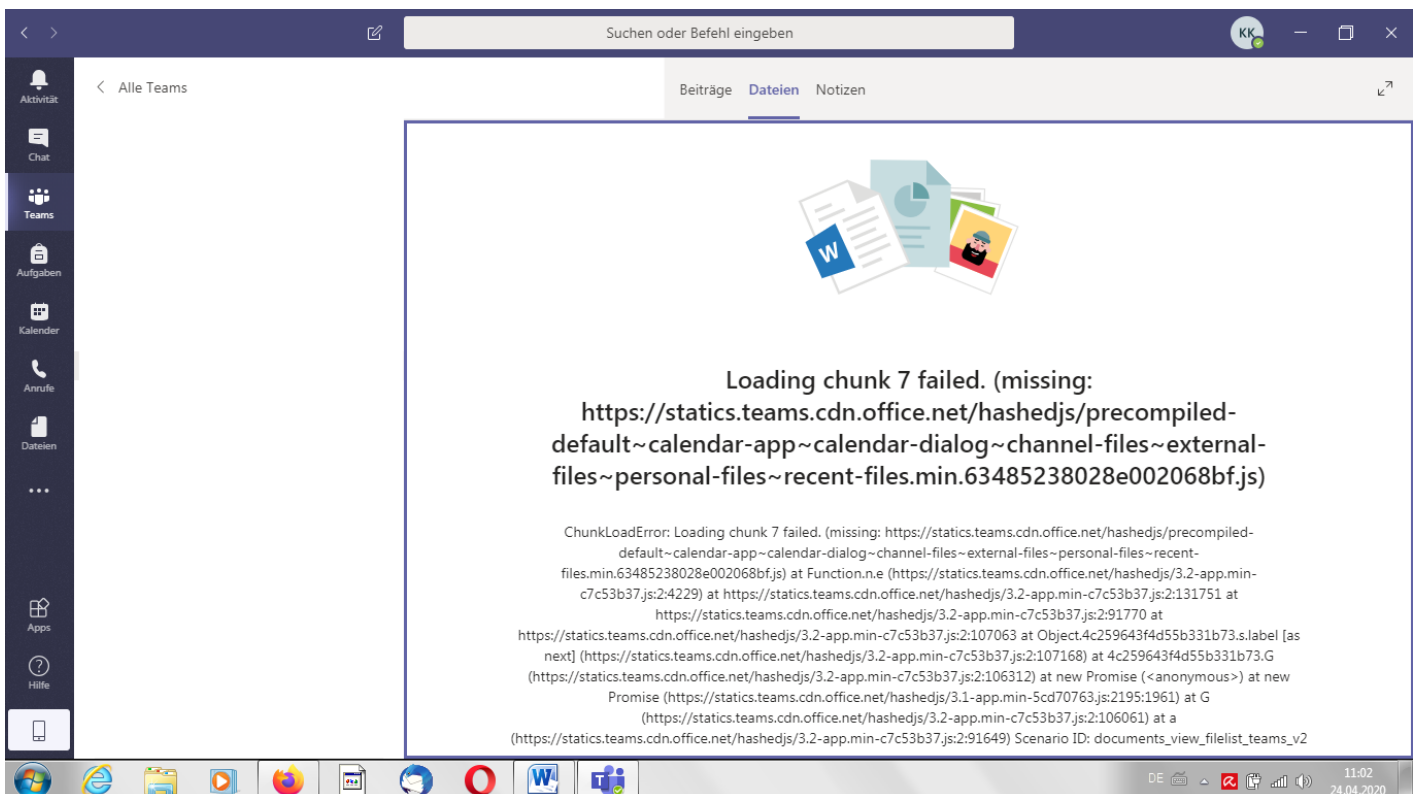 Suchen oder Befehl eingeben
KK
Aktivität
Chat
Teams
Aufgaben
Kalender
Anrufe
Dateien
Apps
Hilfe
Alle Teams
Beiträge Dateien Notizen
W
Loading chunk 7 failed. (missing:
https://statics.teams.cdn.office.net/hashedjs/precompiled-
default~calendar-app~calendar-dialog~channel-files~external-
files~personal-files~recent-files.min.63485238028e002068bf.js)
ChunkLoadError: Loading chunk 7 failed. (missing: https://statics.teams.cdn.office.net/hashedjs/precompiled-
default~calendar-app~calendar-dialog~channel-files~external-files~personal-files~recent-
files.min.63485238028e002068bf.js) at Function.n.e (https://statics.teams.cdn.office.net/hashedjs/3.2-app.min-
c7c53b37.js:2:4229) at https://statics.teams.cdn.office.net/hashedjs/3.2-app.min-c7c53b37.js:2:131751 at
https://statics.teams.cdn.office.net/hashedjs/3.2-app.min-c7c53b37.js:2:91770 at
https://statics.teams.cdn.office.net/hashedjs/3.2-app.min-c7c53b37.js:2:107063 at Object.4c259643f4d55b331b73.s.label [as
next] (https://statics.teams.cdn.office.net/hashedjs/3.2-app.min-c7c53b37.js:2:107168) at 4c259643f4d55b331b73.G
(https://statics.teams.cdn.office.net/hashedjs/3.2-app.min-c7c53b37.js:2:106312) at new Promise (<anonymous>) at new
Promise (https://statics.teams.cdn.office.net/hashedjs/3.1-app.min-5cd70763.js:2195:1961) at G
(https://statics.teams.cdn.office.net/hashedjs/3.2-app.min-c7c53b37.js:2:106061) at a
(https://statics.teams.cdn.office.net/hashedjs/3.2-app.min-c7c53b37.js:2:91649) Scenario ID: documents_view_filelist_teams_v2
W
DE
11:02
24.04.2020